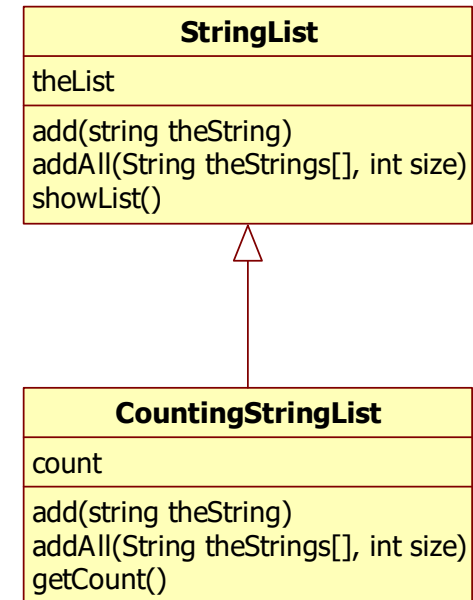 StringList
theList
add(string theString)
addAll(String theStrings[], int size)
showList()
CountingStringList
count
add(string theString)
addAll(String theStrings[], int size)
getCount()